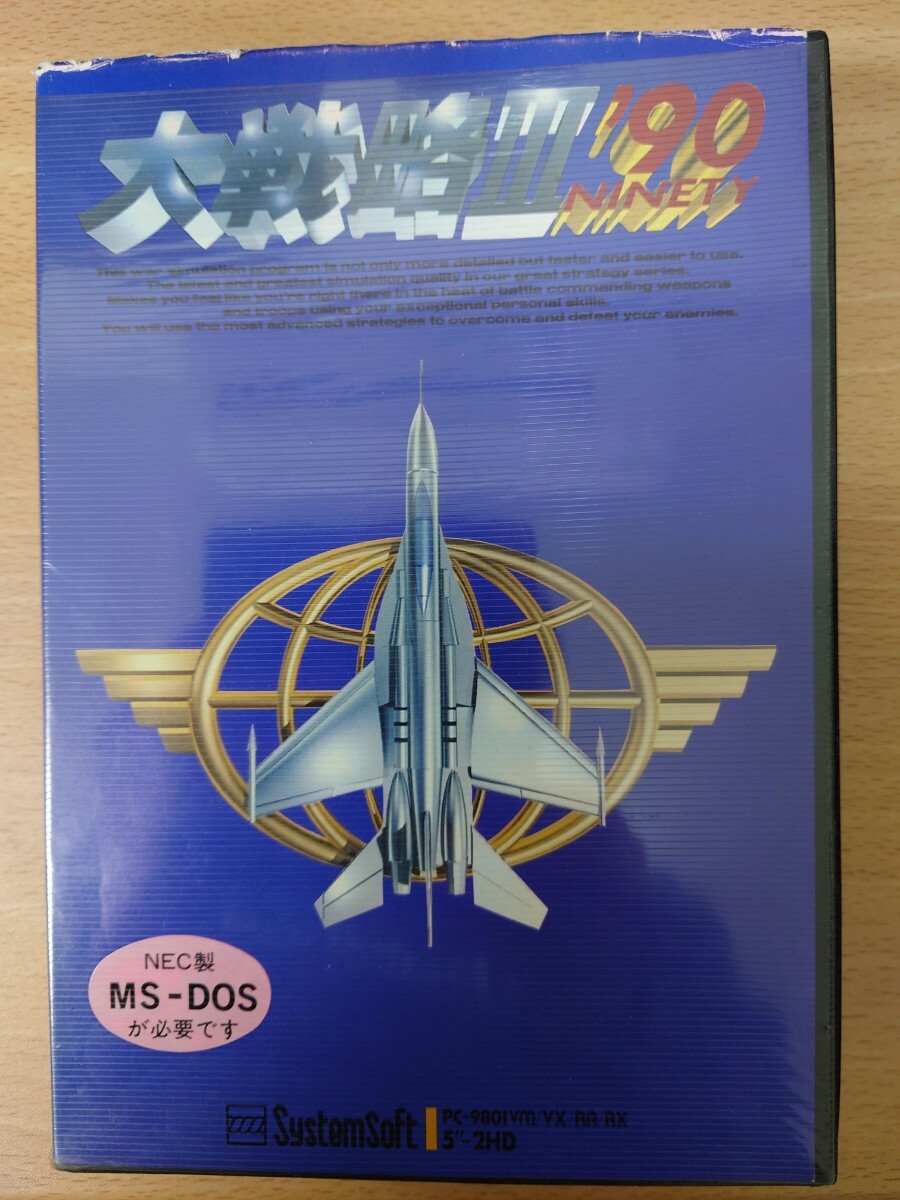 大戦略III'90
NINETY
This war simulation program is not only more detailed but faster and easier to use.
The latest and greatest simulation quality in our great strategy series.
Makes you feel like you're right there in the heat of battle commanding weapons
and troops using your exceptional personal skills.
You will use the most advanced strategies to overcome and defeat your enemies.
NEC製
MS-DOS
が必要です
SystemSoft
PC-9801VM/VX/RA/RX
5"-2HD